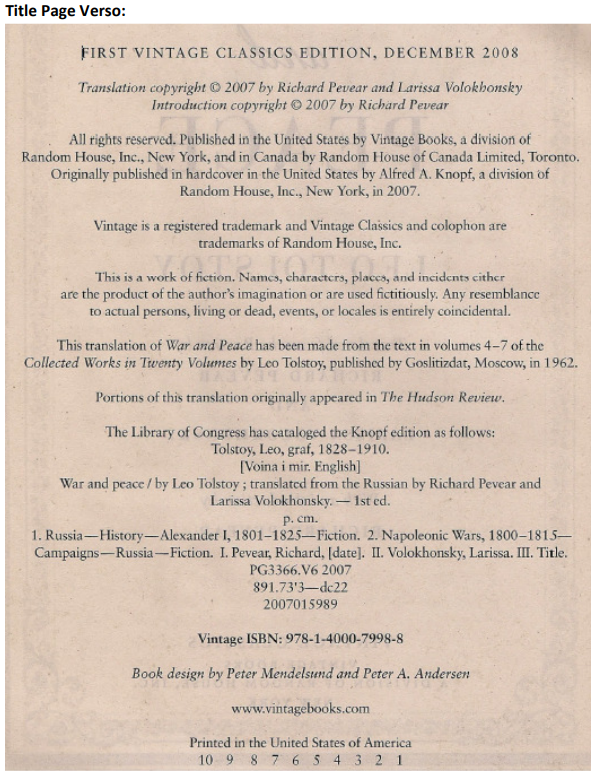 Title Page Verso:
FIRST VINTAGE CLASSICS EDITION, DECEMBER 2008
Translation copyright © 2007 by Richard Pevear and Larissa Volokhonsky
Introduction copyright © 2007 by Richard Pevear
All rights reserved. Published in the United States by Vintage Books, a division of
Random House, Inc., New York, and in Canada by Random House of Canada Limited, Toronto.
Originally published in hardcover in the United States by Alfred A. Knopf, a division of
Random House, Inc., New York, in 2007.
Vintage is a registered trademark and Vintage Classics and colophon are
trademarks of Random House, Inc.
This is a work of fiction. Names, characters, places, and incidents either
are the product of the author's imagination or are used fictitiously. Any resemblance
to actual persons, living or dead, events, or locales is entirely coincidental.
This translation of War and Peace has been made from the text in volumes 4–7 of the
Collected Works in Twenty Volumes by Leo Tolstoy, published by Goslitizdat, Moscow, in 1962.
Portions of this translation originally appeared in The Hudson Review.
The Library of Congress has cataloged the Knopf edition as follows:
Tolstoy, Leo, graf, 1828–1910.
[Voina i mir. English]
War and peace / by Leo Tolstoy ; translated from the Russian by Richard Pevear and
Larissa Volokhonsky. — 1st ed.
p. cm.
1. Russia—History—Alexander I, 1801–1825—Fiction. 2. Napoleonic Wars, 1800–1815—
Campaigns—Russia—Fiction. I. Pevear, Richard, [date]. II. Volokhonsky, Larissa. III. Title.
PG3366.V6 2007
891.73'3—dc22
2007015989
Vintage ISBN: 978-1-4000-7998-8
Book design by Peter Mendelsund and Peter A. Andersen
www.vintagebooks.com
Printed in the United States of America
10 9 8 7 6 5 4 3 2 1